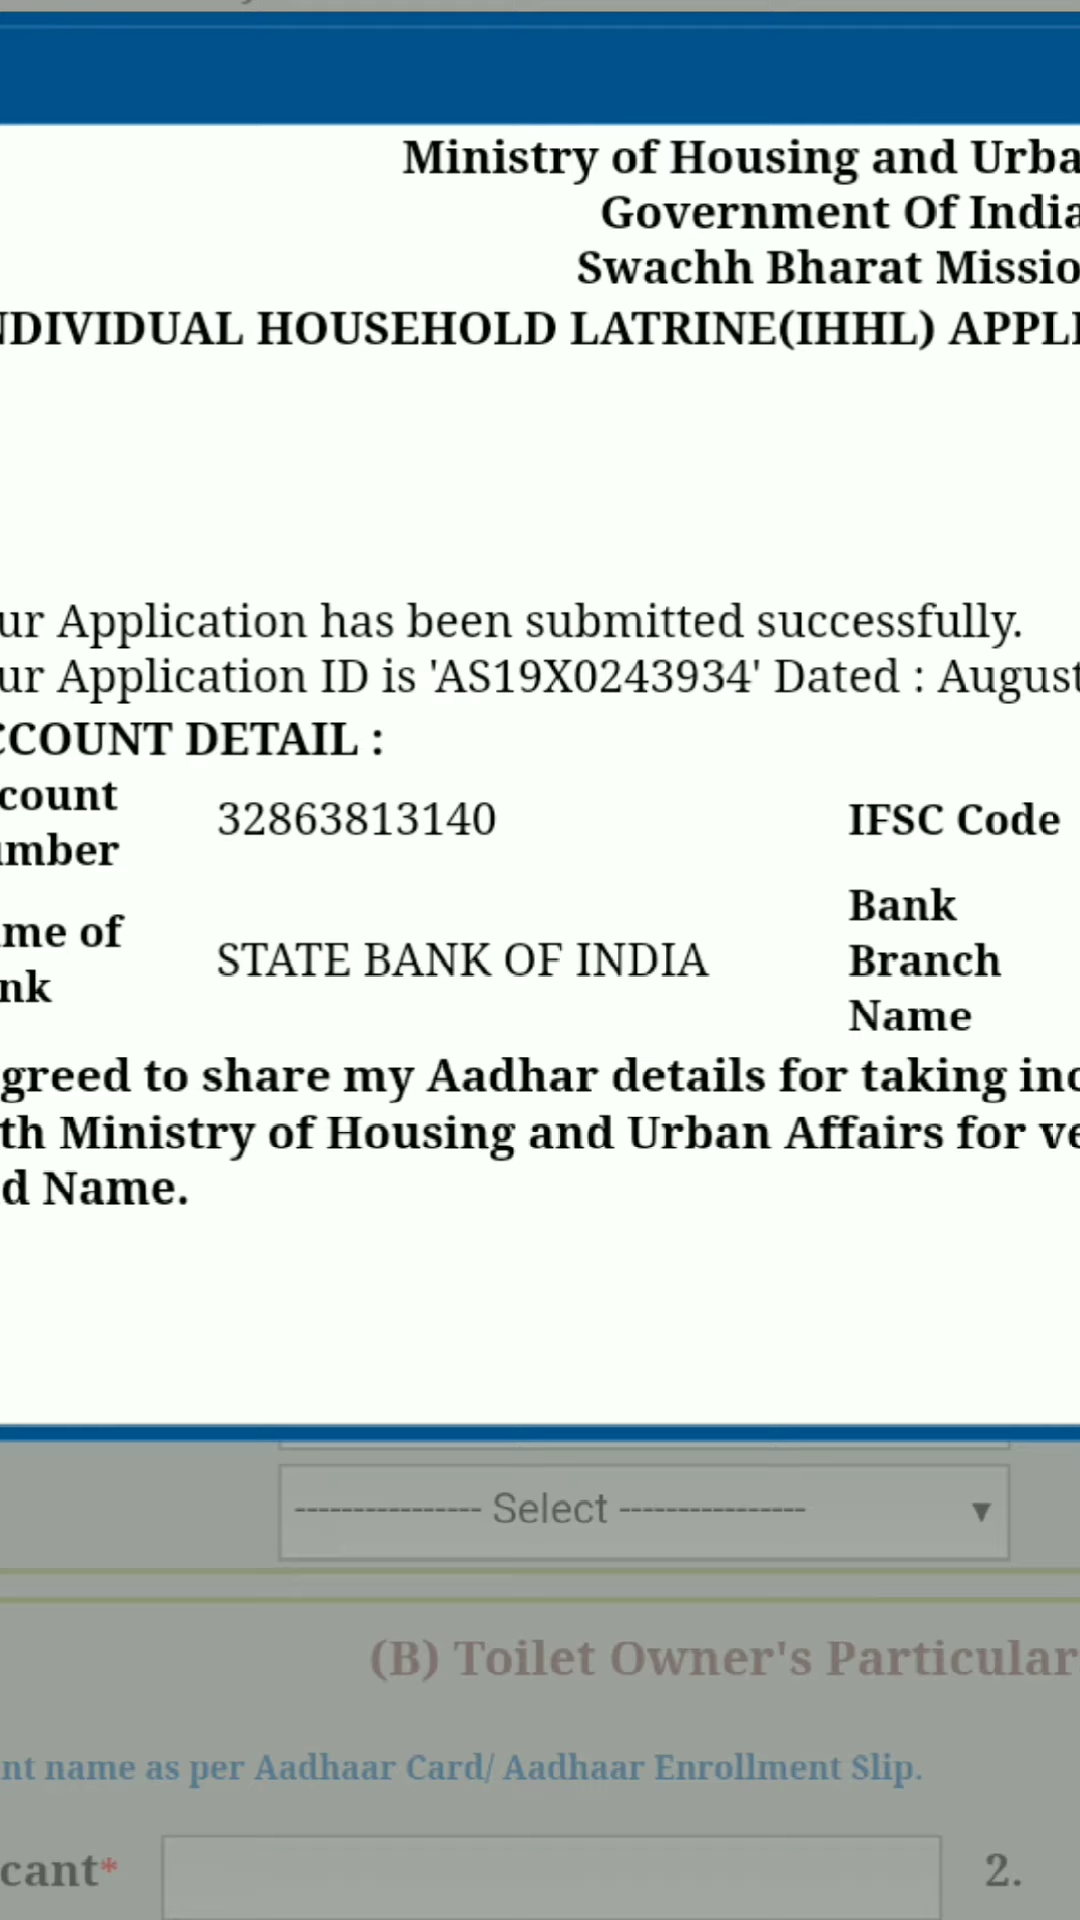 Ministry of Housing and Urba
Government Of India
Swachh Bharat Missio
NDIVIDUAL HOUSEHOLD LATRINE(IHHL) APPLI
ur Application has been submitted successfully.
ur Application ID is 'AS19X0243934' Dated : August
CCOUNT DETAIL :
count
umber
32863813140
IFSC Code
me of
nk
STATE BANK OF INDIA
Bank
Branch
Name
greed to share my Aadhar details for taking inc
th Ministry of Housing and Urban Affairs for ve
d Name.
---------------- Select ----------------
(B) Toilet Owner's Particular
nt name as per Aadhaar Card/ Aadhaar Enrollment Slip.
cant*
2.